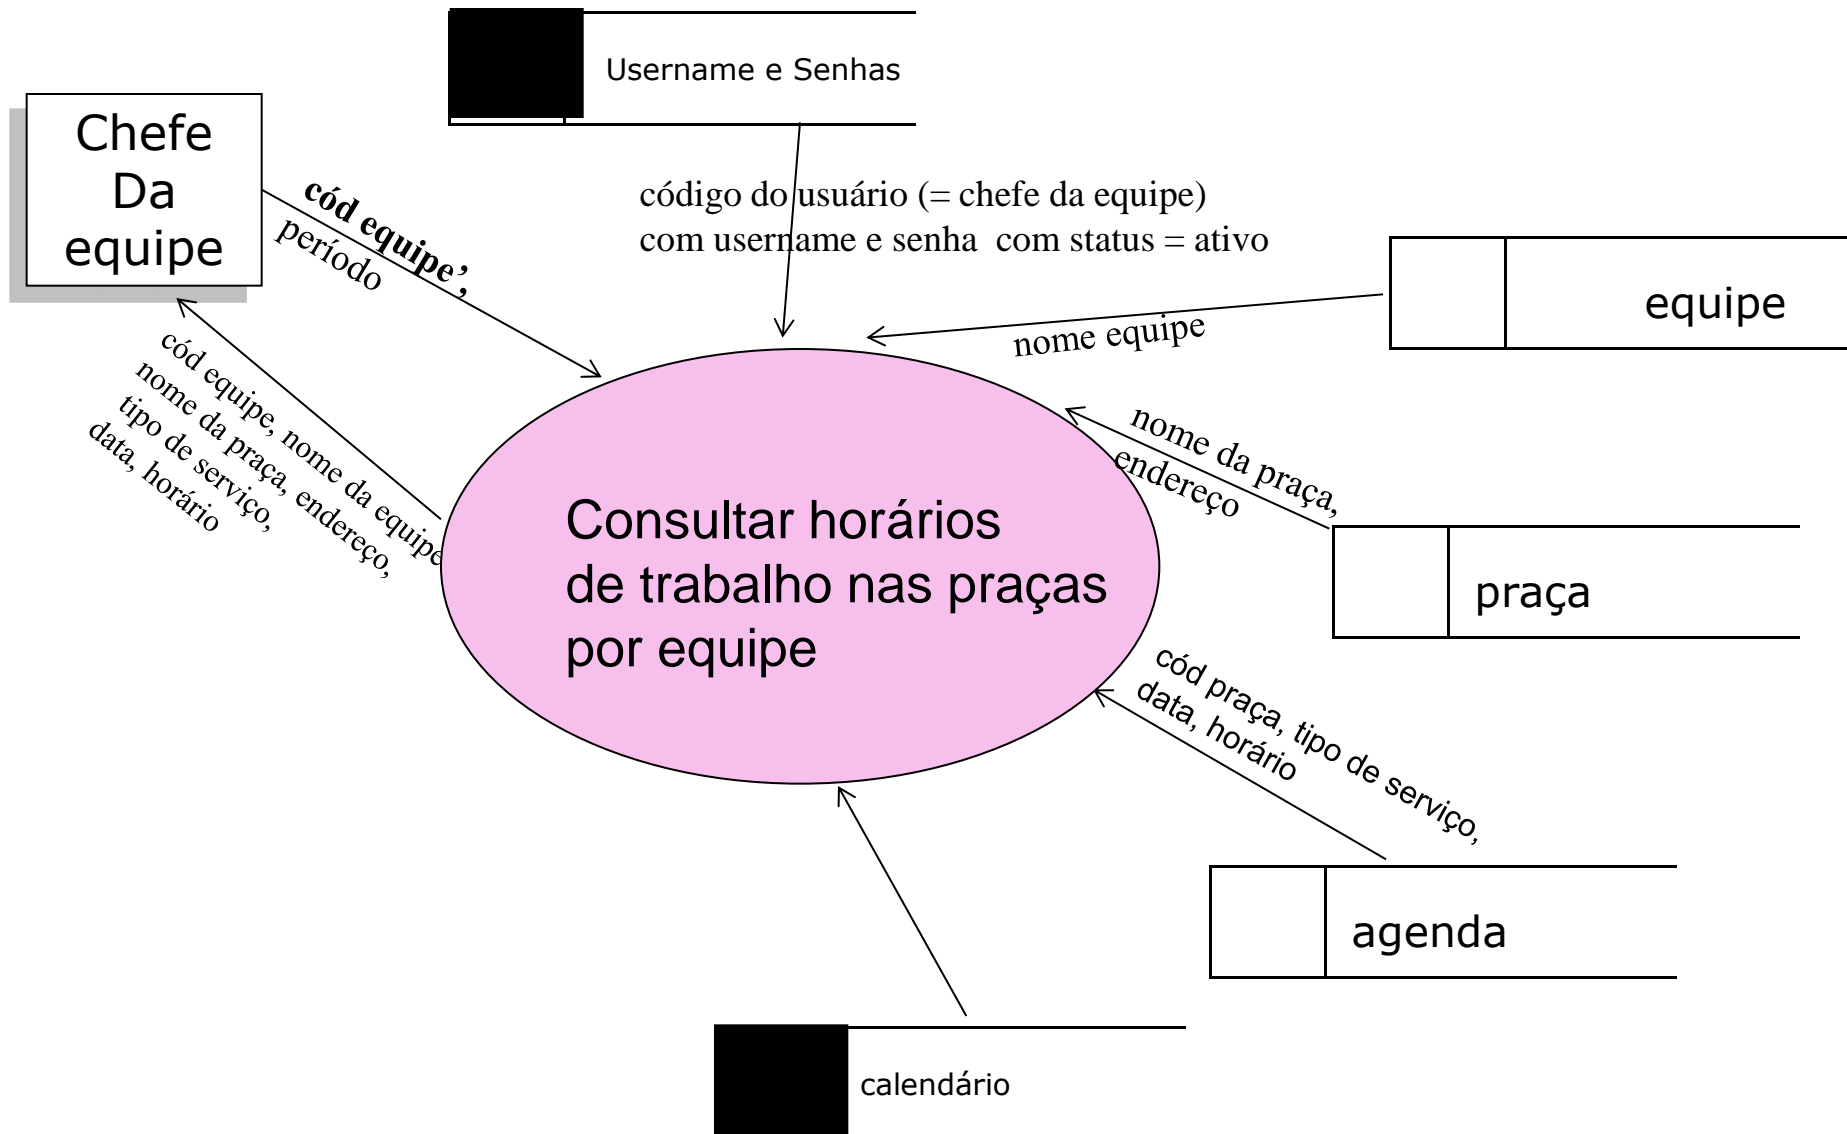 Username e Senhas
Chefe
Da
equipe
cód equipe’,
período
código do usuário (= chefe da equipe)
com username e senha  com status = ativo
equipe
nome equipe
cód equipe, nome da equipe
nome da praça, endereço,
tipo de serviço,
data, horário
nome da praça,
endereço
Consultar horários
de trabalho nas praças
por equipe
praça
cód praça, tipo de serviço,
data, horário
agenda
calendário